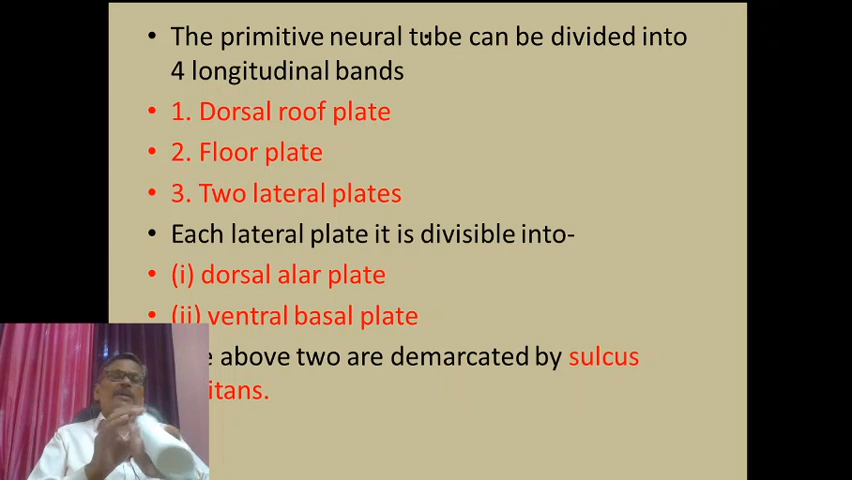 • The primitive neural tube can be divided into
4 longitudinal bands
• 1. Dorsal roof plate
• 2. Floor plate
• 3. Two lateral plates
• Each lateral plate it is divisible into-
• (i) dorsal alar plate
• (ii) ventral basal plate
above two are demarcated by sulcus
itans.